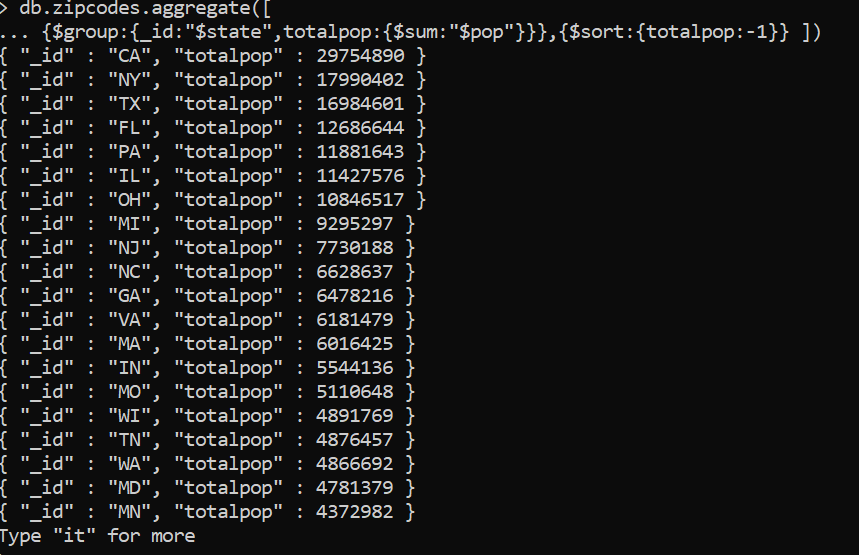 > db.zipcodes.aggregate([
... {$group:{_id:"$state",totalpop:{$sum:"$pop"}}},{$sort:{totalpop:-1}} ])
{ "_id" : "CA", "totalpop" : 29754890 }
{ "_id" : "NY", "totalpop" : 17990402 }
{ "_id" : "TX", "totalpop" : 16984601 }
{ "_id" : "FL", "totalpop" : 12686644 }
{ "_id" : "PA", "totalpop" : 11881643 }
{ "_id" : "IL", "totalpop" : 11427576 }
{ "_id" : "OH", "totalpop" : 10846517 }
{ "_id" : "MI", "totalpop" : 9295297 }
{ "_id" : "NJ", "totalpop" : 7730188 }
{ "_id" : "NC", "totalpop" : 6628637 }
{ "_id" : "GA", "totalpop" : 6478216 }
{ "_id" : "VA", "totalpop" : 6181479 }
{ "_id" : "MA", "totalpop" : 6016425 }
{ "_id" : "IN", "totalpop" : 5544136 }
{ "_id" : "MO", "totalpop" : 5110648 }
{ "_id" : "WI", "totalpop" : 4891769 }
{ "_id" : "TN", "totalpop" : 4876457 }
{ "_id" : "WA", "totalpop" : 4866692 }
{ "_id" : "MD", "totalpop" : 4781379 }
{ "_id" : "MN", "totalpop" : 4372982 }
Type "it" for more